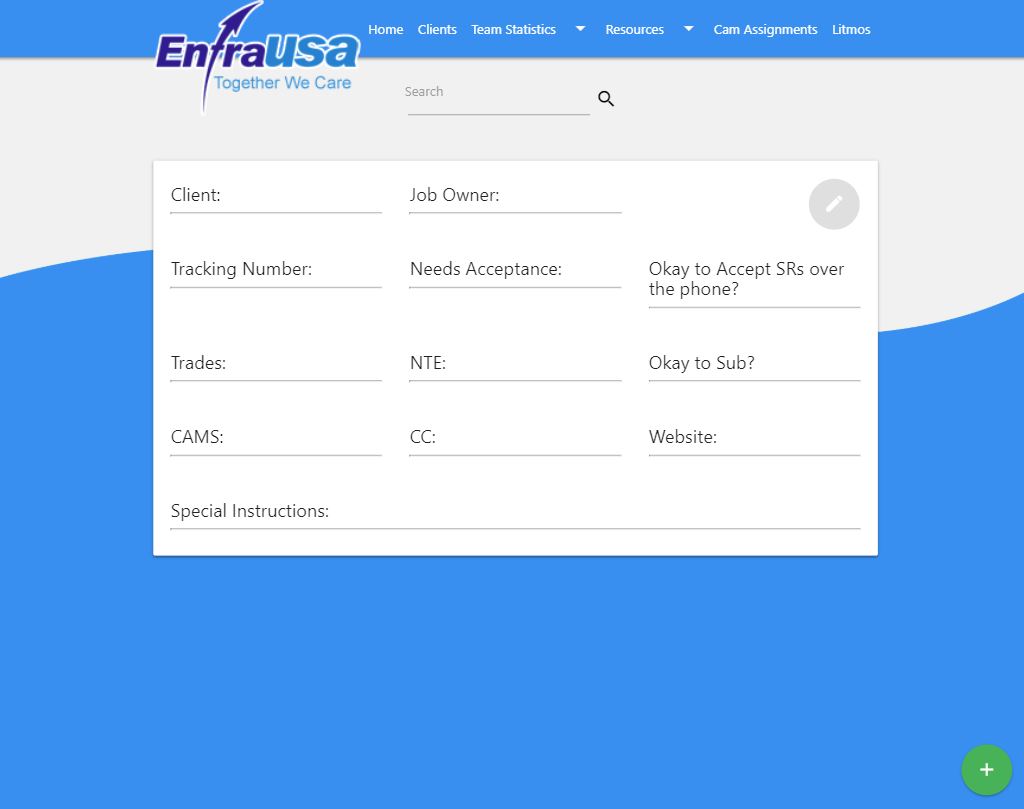 EnfraUSA
Together We Care
Home Clients Team Statistics Resources Cam Assignments Litmos
Search
Client: Job Owner:
Tracking Number: Needs Acceptance: Okay to Accept SRs over
the phone?
Trades: NTE: Okay to Sub?
CAMS: CC: Website:
Special Instructions:
+